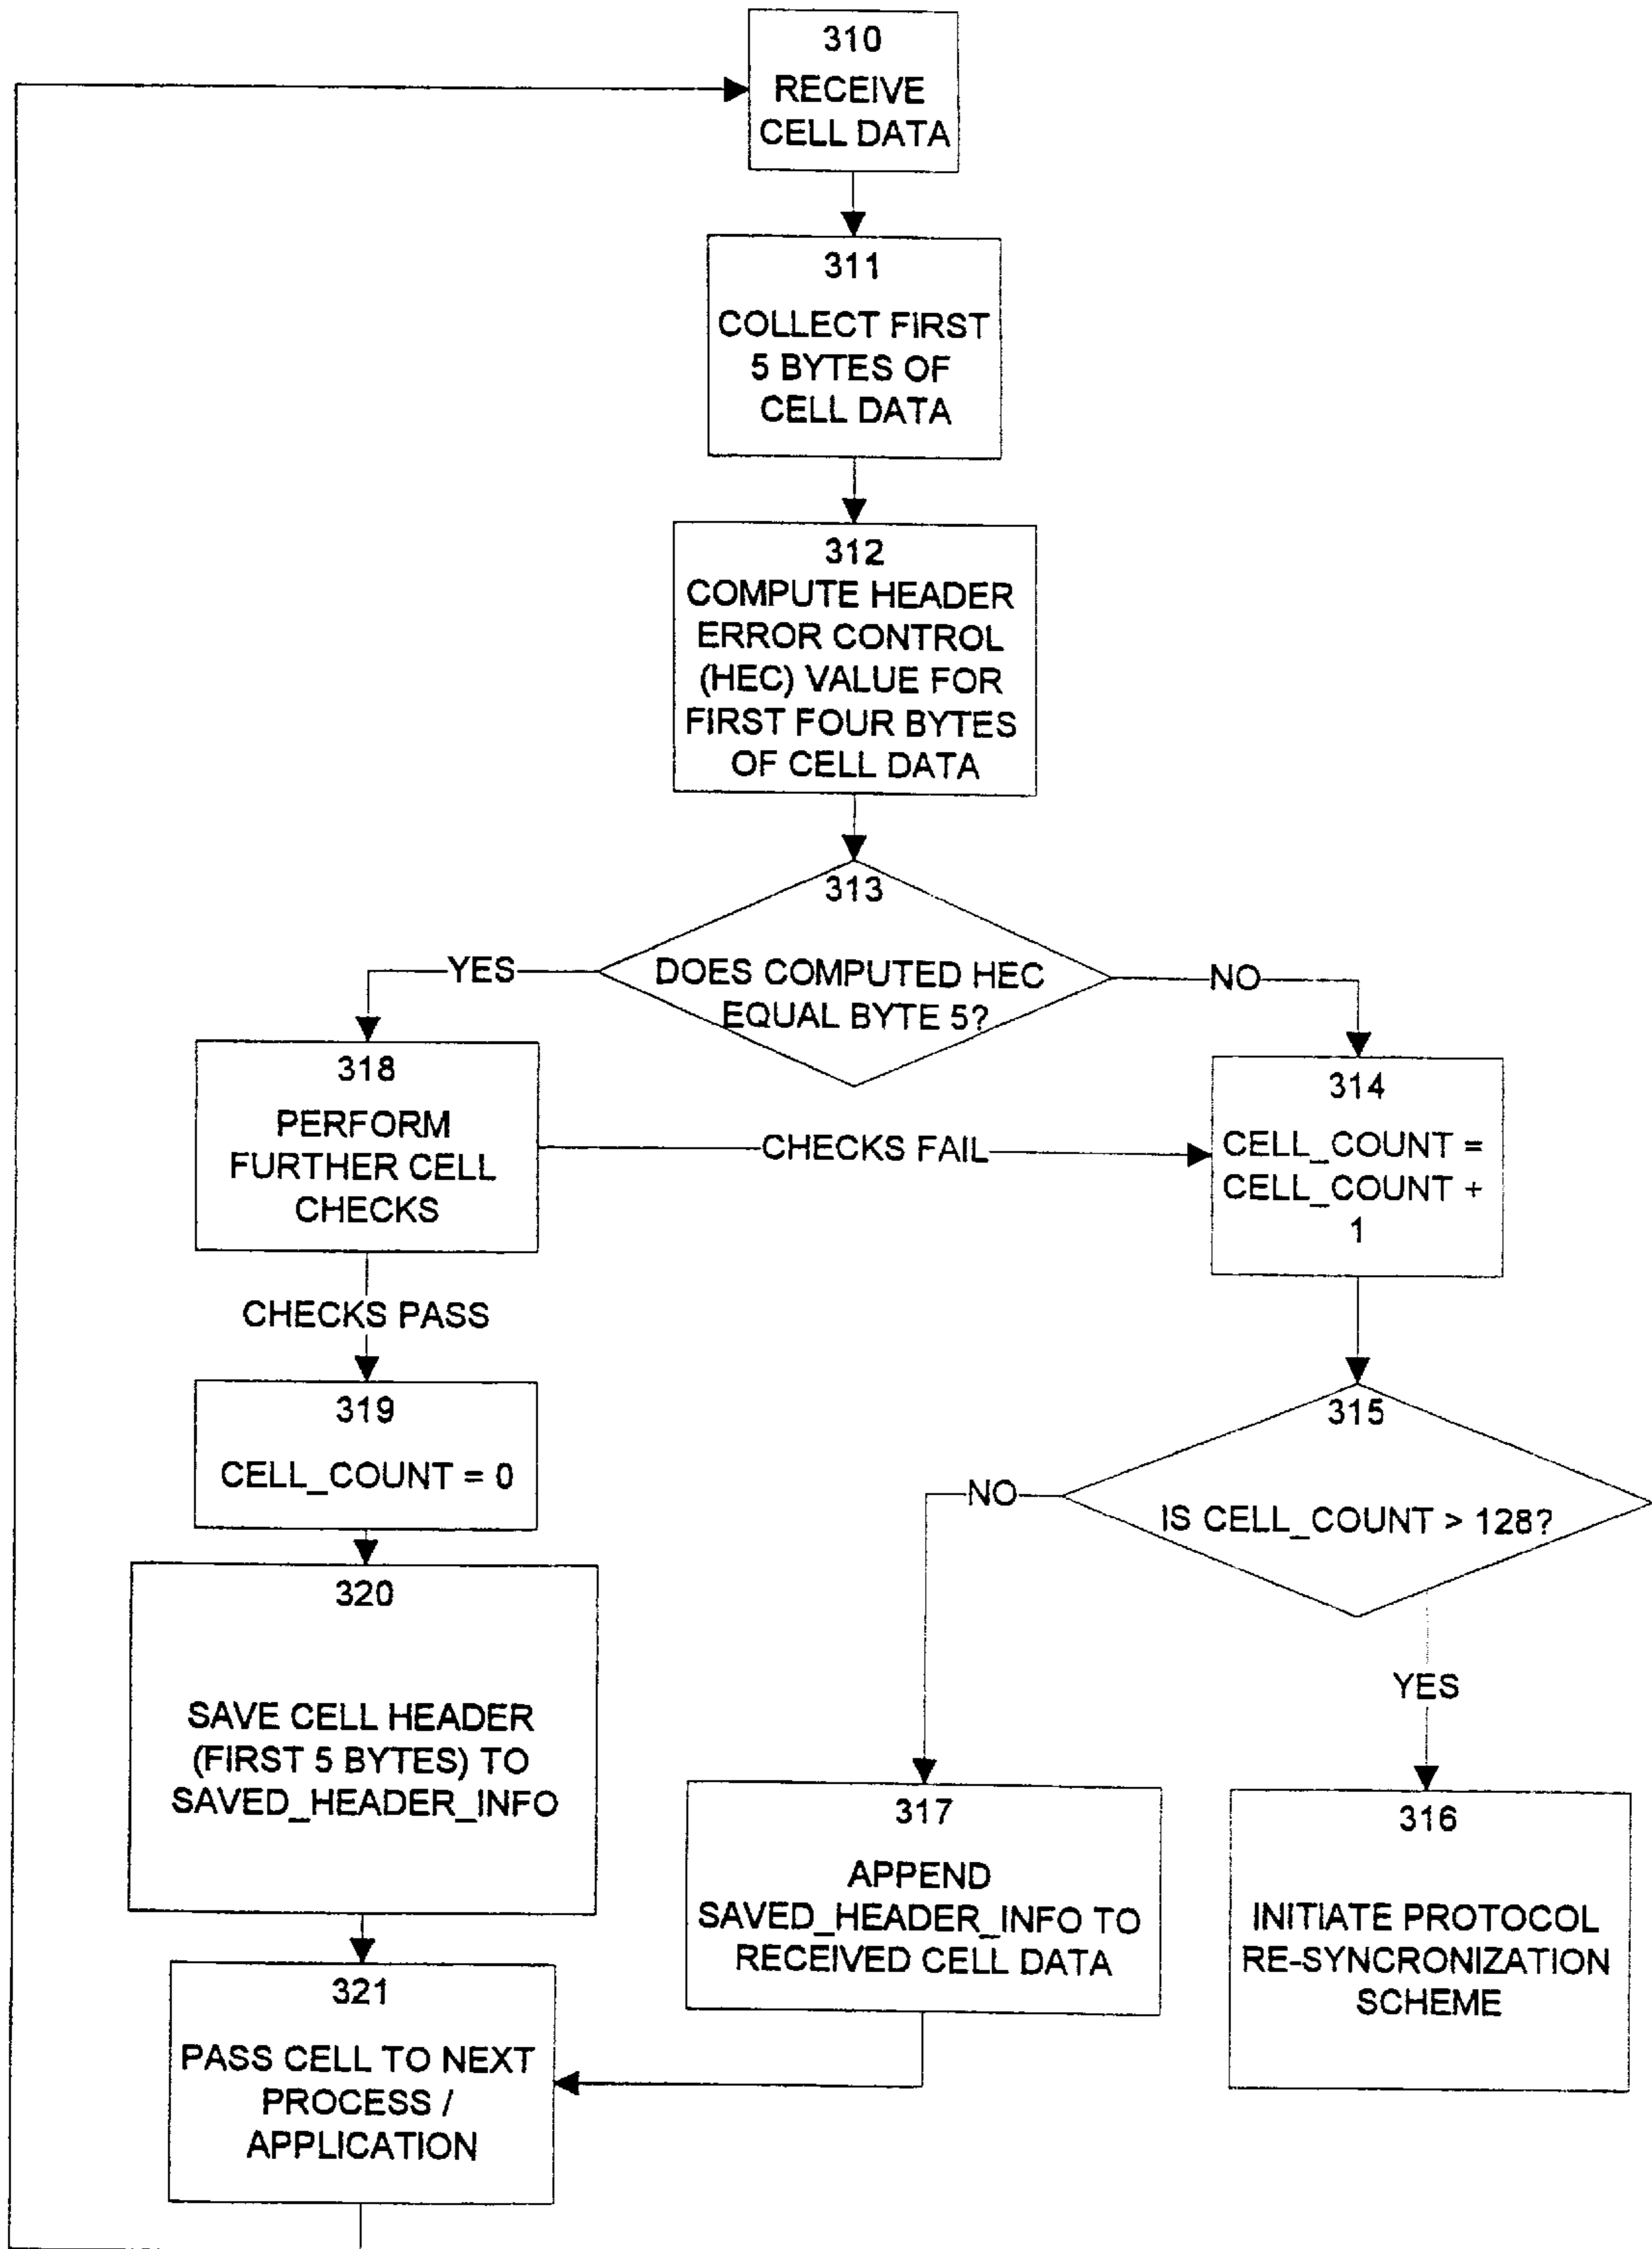 310
RECEIVE
CELL DATA
311
COLLECT FIRST
5 BYTES OF
CELL DATA
312
COMPUTE HEADER
ERROR CONTROL
(HEC) VALUE FOR
FIRST FOUR BYTES
OF CELL DATA
313
DOES COMPUTED HEC
EQUAL BYTE 5?
YES
NO
318
PERFORM
FURTHER CELL
CHECKS
CHECKS FAIL
314
CELL_COUNT =
CELL_COUNT +
1
CHECKS PASS
319
CELL_COUNT = 0
315
IS CELL_COUNT > 128?
NO
YES
320
SAVE CELL HEADER
(FIRST 5 BYTES) TO
SAVED_HEADER_INFO
317
APPEND
SAVED_HEADER_INFO TO
RECEIVED CELL DATA
316
INITIATE PROTOCOL
RE-SYNCRONIZATION
SCHEME
321
PASS CELL TO NEXT
PROCESS /
APPLICATION